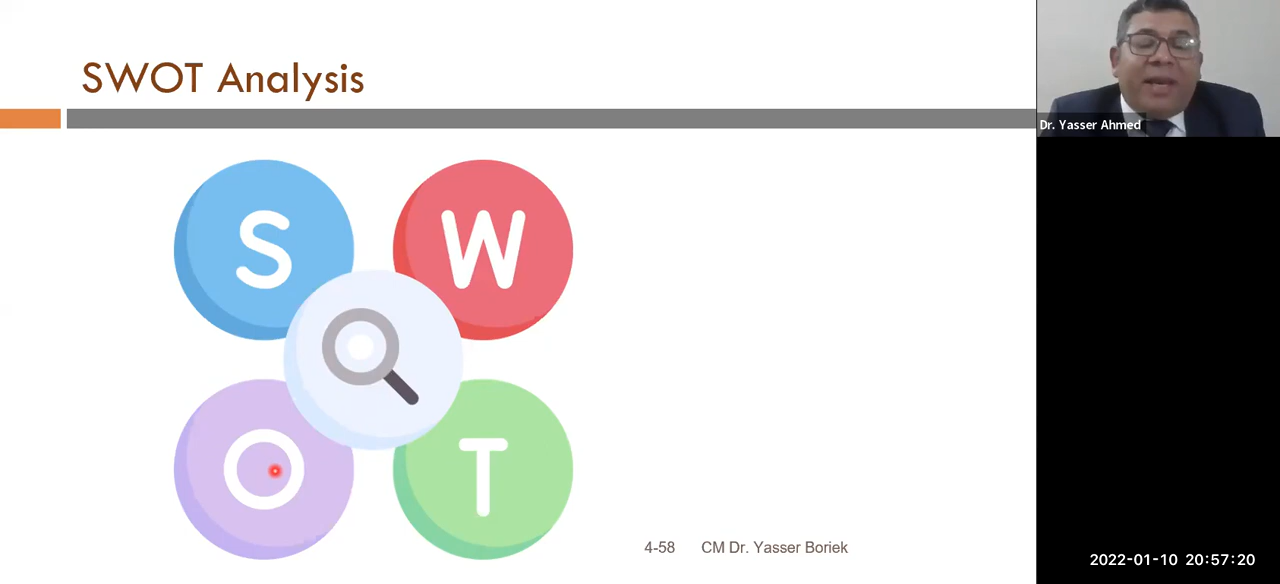 SWOT Analysis
S
W
O
T
4-58 CM Dr. Yasser Boriek
Dr. Yasser Ahmed
2022-01-10 20:57:20